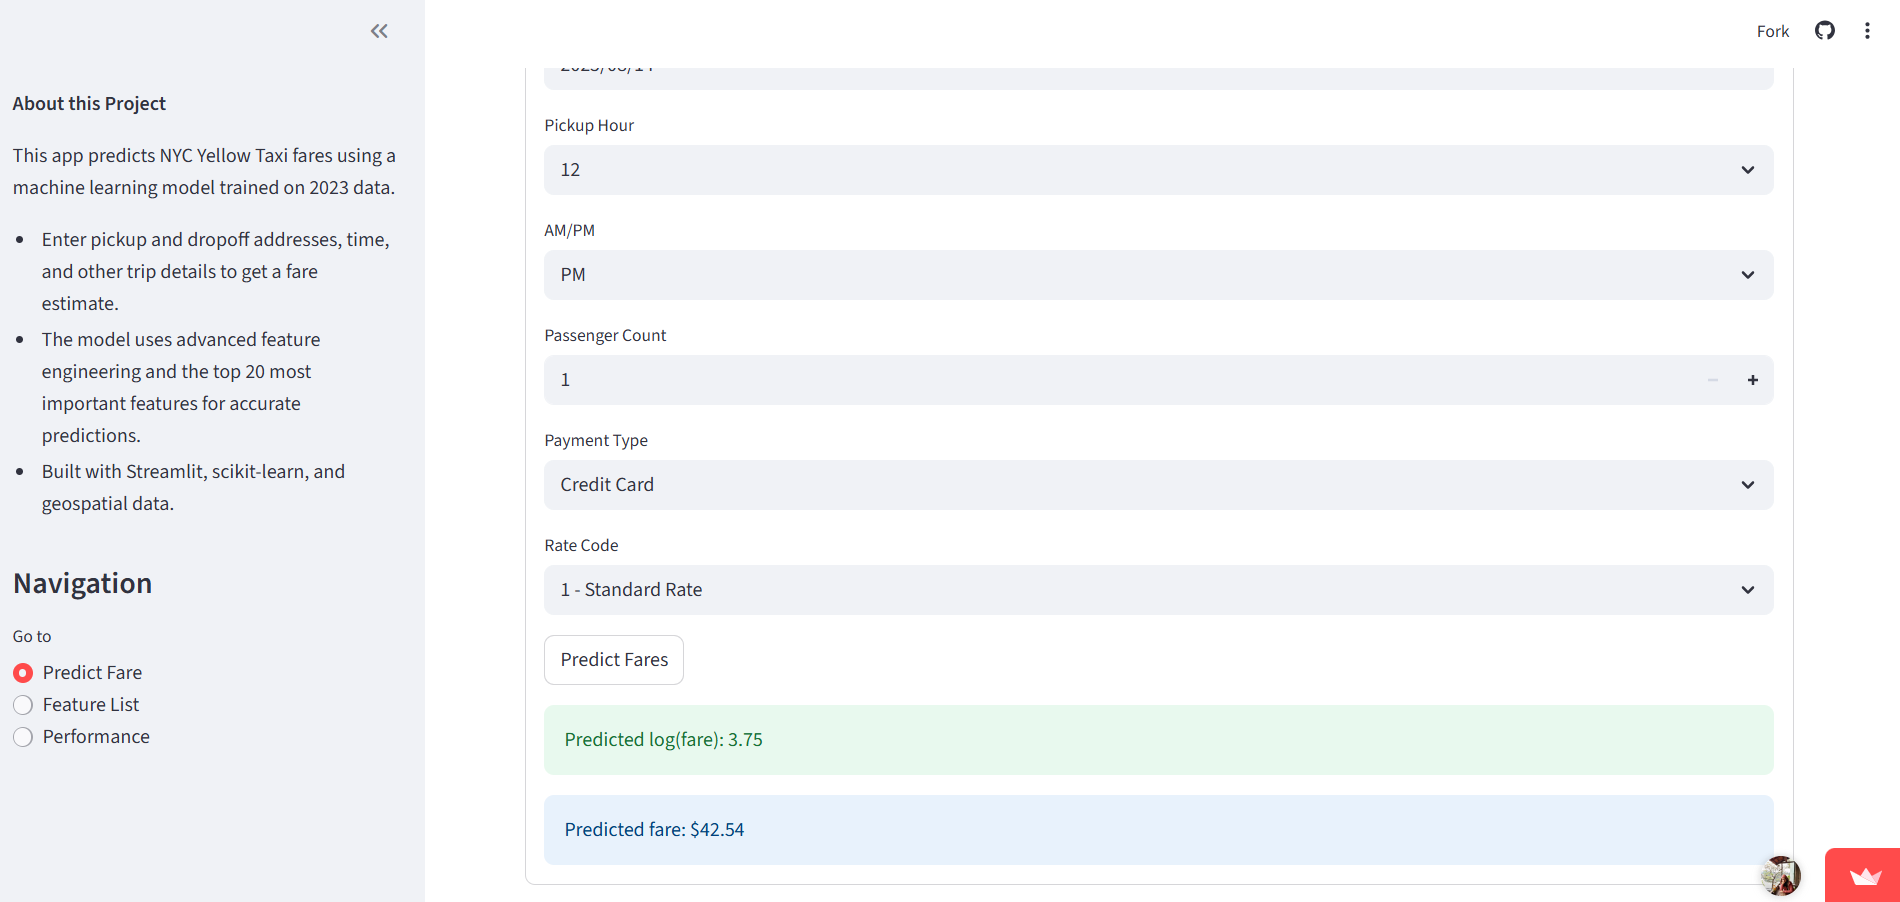 Fork
About this Project
This app predicts NYC Yellow Taxi fares using a
machine learning model trained on 2023 data.
Enter pickup and dropoff addresses, time,
and other trip details to get a fare
estimate.
The model uses advanced feature
engineering and the top 20 most
important features for accurate
predictions.
Built with Streamlit, scikit-learn, and
geospatial data.
Navigation
Go to
Predict Fare
Feature List
Performance
Pickup Hour
12
AM/PM
PM
Passenger Count
1
Payment Type
Credit Card
Rate Code
1 - Standard Rate
Predict Fares
Predicted log(fare): 3.75
Predicted fare: $42.54